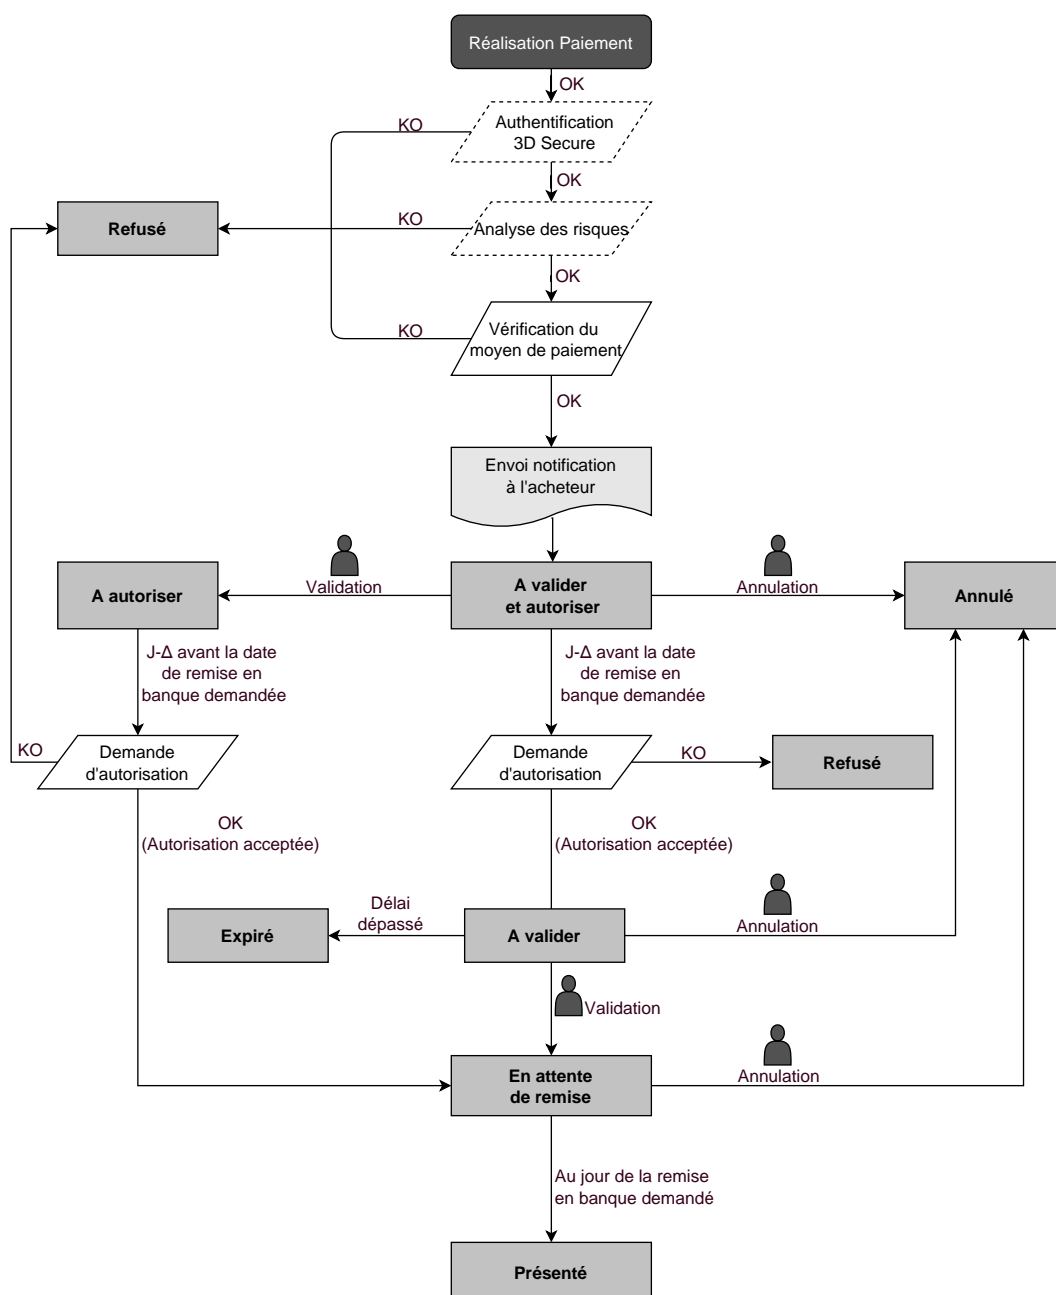 Réalisation Paiement
OK
KO
Authentification
3D Secure
OK
Refusé
KO
Analyse des risques
OK
KO
Vérification du
moyen de paiement
OK
Envoi notification
à l'acheteur
A autoriser
Validation
A valider
et autoriser
Annulation
Annulé
J-Δ avant la date
de remise en
banque demandée
J-Δ avant la date
de remise en
banque demandée
KO
Demande
d'autorisation
Demande
d'autorisation
KO
Refusé
OK
(Autorisation acceptée)
OK
(Autorisation acceptée)
Expiré
Délai
dépassé
A valider
Annulation
Validation
En attente
de remise
Annulation
Au jour de la remise
en banque demandé
Présenté